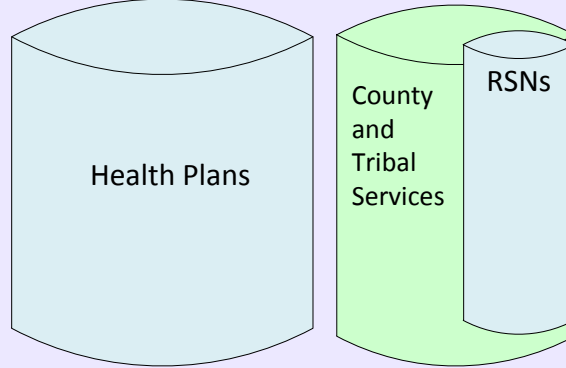 Health Plans
County
and
Tribal
Services
RSNs